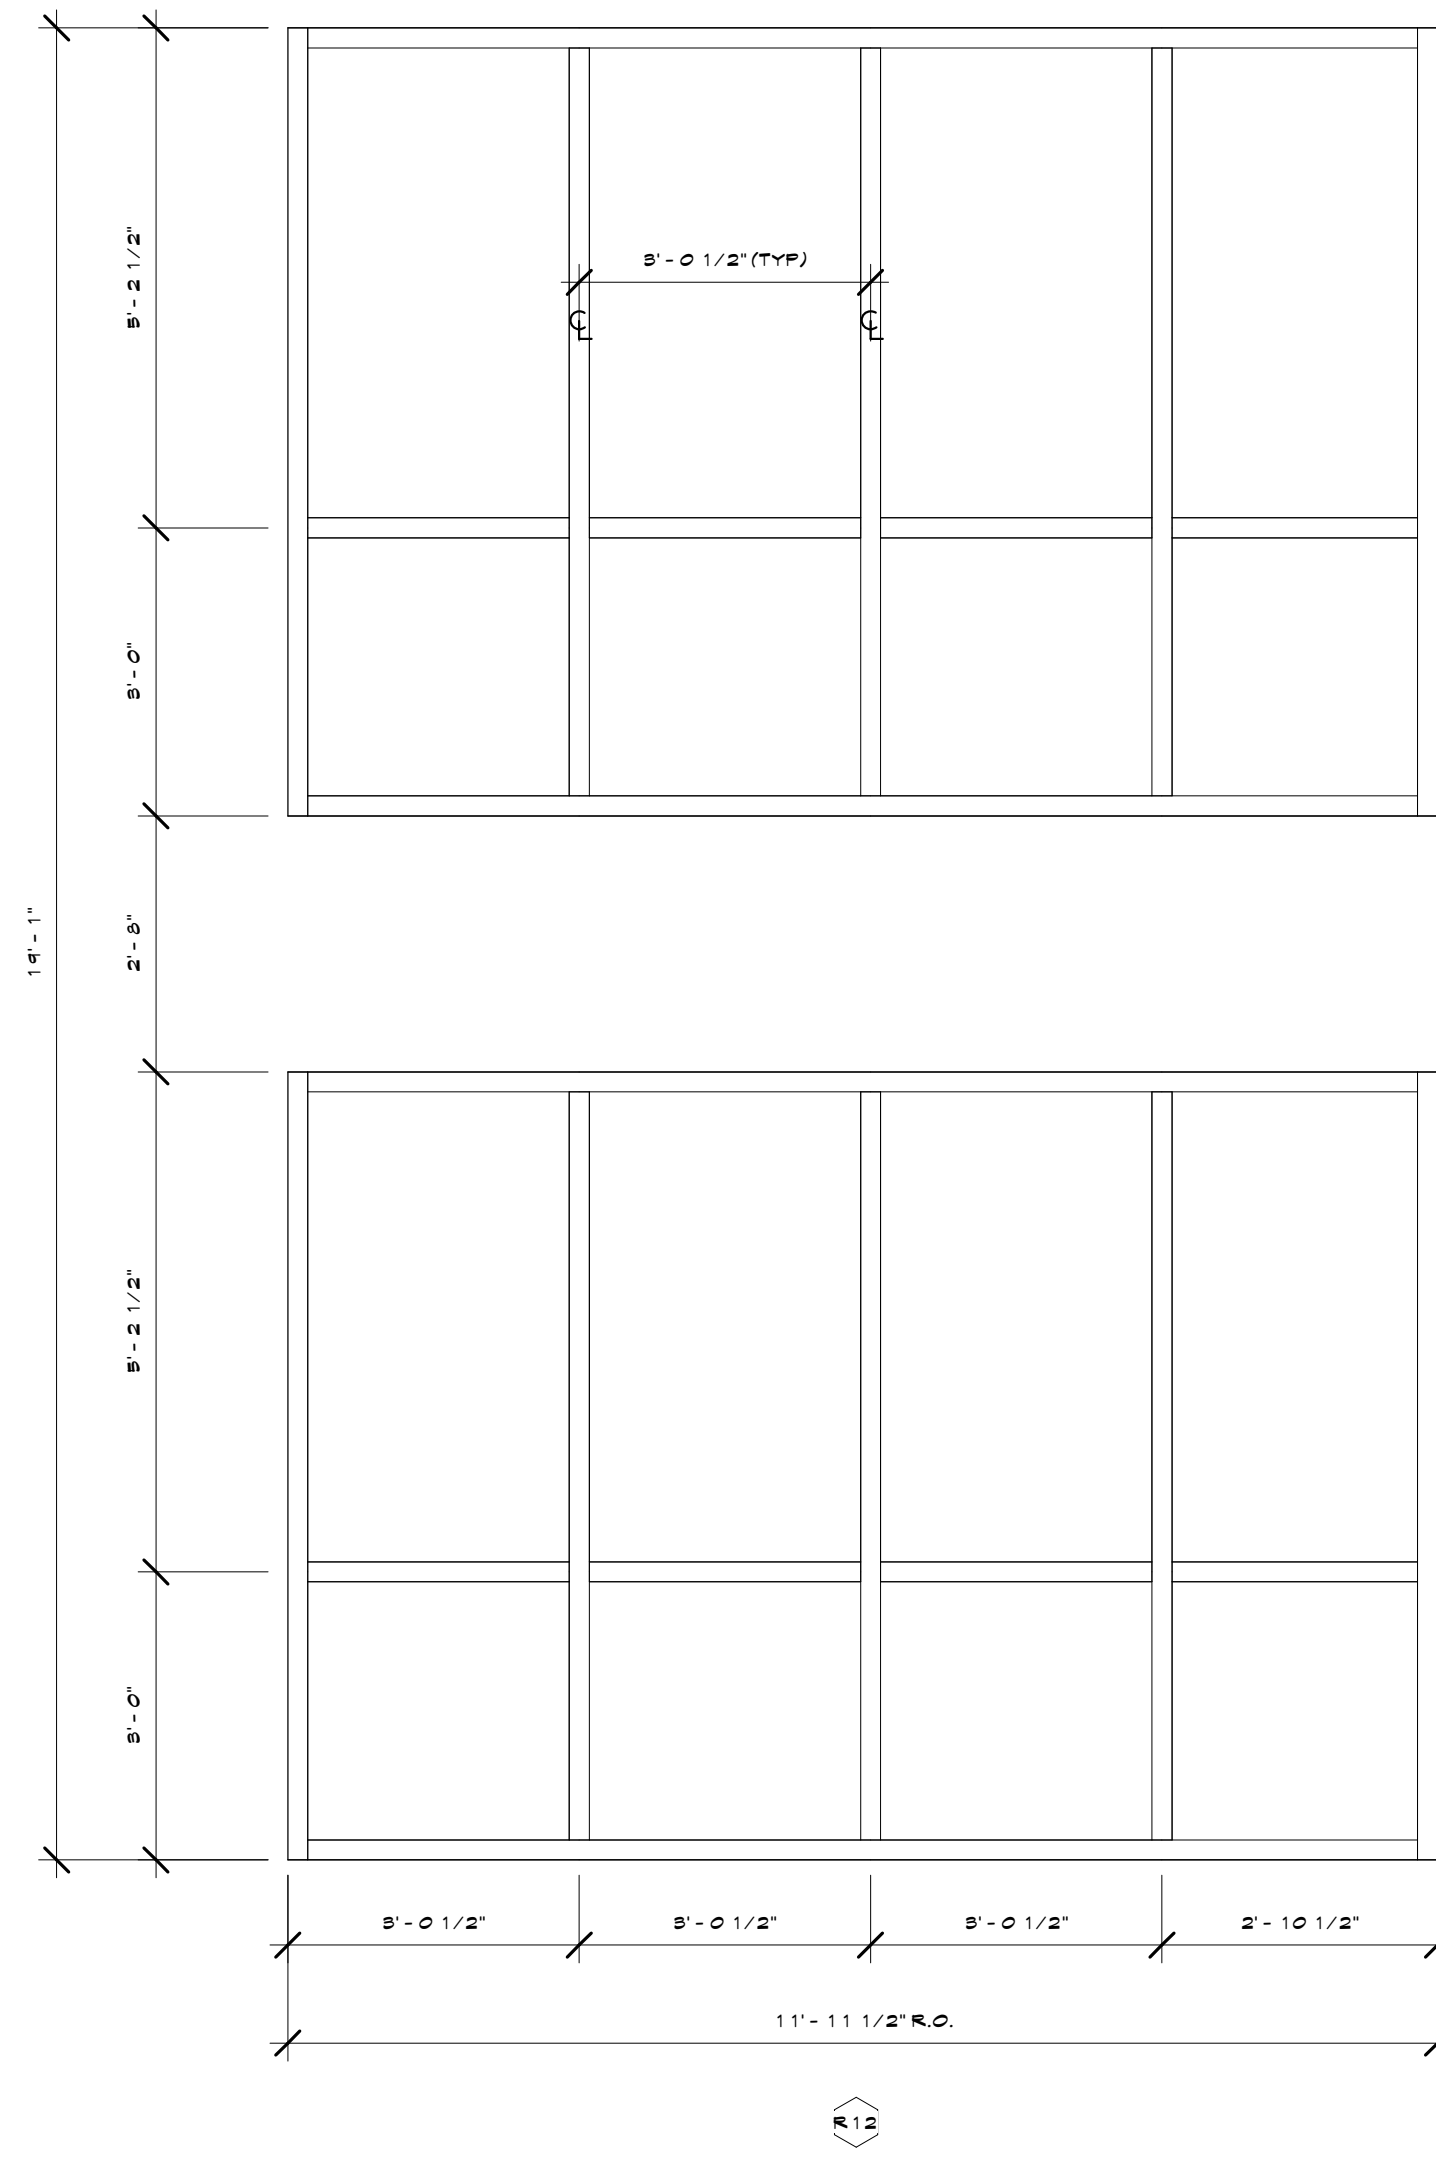 3'- 0 1/2" (TYP)
CL
CL
5'- 2 1/2"
3'- 0"
19'- 1"
2'- 8"
5'- 2 1/2"
3'- 0"
3'- 0 1/2"
3'- 0 1/2"
3'- 0 1/2"
2'- 10 1/2"
11'- 11 1/2" R.O.
R12